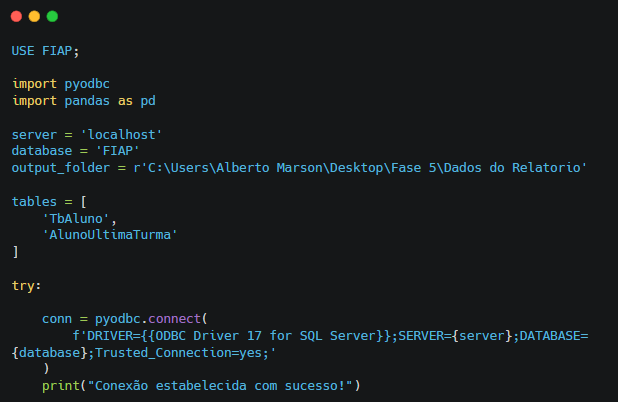 USE FIAP;
import pyodbc
import pandas as pd
server = 'localhost'
database = 'FIAP'
output_folder = r'C:\Users\Alberto Marson\Desktop\Fase 5\Dados do Relatorio'
tables = [
    'TbAluno',
    'AlunoUltimaTurma'
]
try:
    conn = pyodbc.connect(
        f'DRIVER={{ODBC Driver 17 for SQL Server}};SERVER={server};DATABASE=
{database};Trusted_Connection=yes;'
    )
    print("Conexão estabelecida com sucesso!")